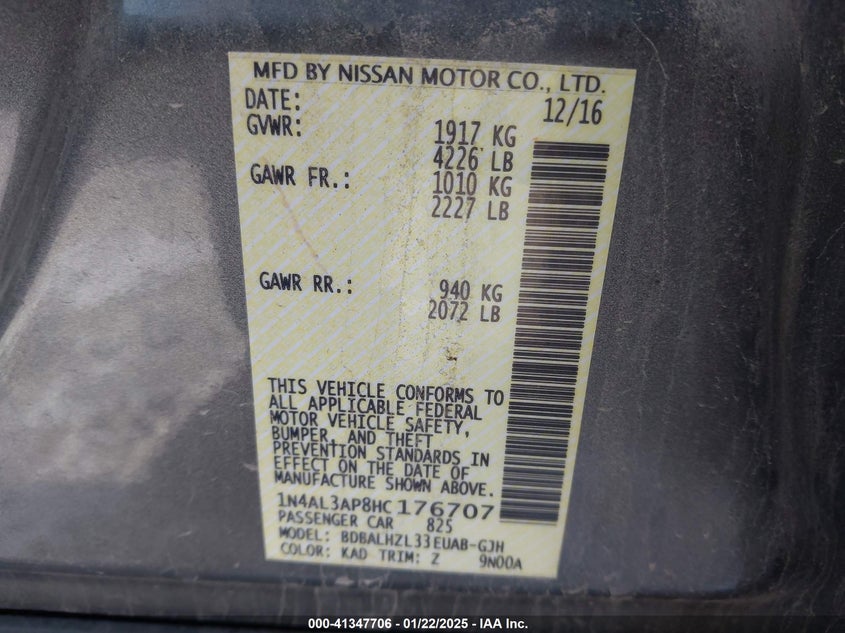 MFD BY NISSAN MOTOR CO., LTD.
DATE: 12/16
GVWR: 1917 KG
4226 LB
GAWR FR.: 1010 KG
2227 LB
GAWR RR.: 940 KG
2072 LB
THIS VEHICLE CONFORMS TO
ALL APPLICABLE FEDERAL
MOTOR VEHICLE SAFETY,
BUMPER, AND THEFT
PREVENTION STANDARDS IN
EFFECT ON THE DATE OF
MANUFACTURE SHOWN ABOVE.
1N4AL3AP8HC176707
PASSENGER CAR 825
MODEL: BDBALHZL33EUAB-GJH
COLOR: KAD TRIM: Z 9N00A
000-41347706 - 01/22/2025 - IAA Inc.